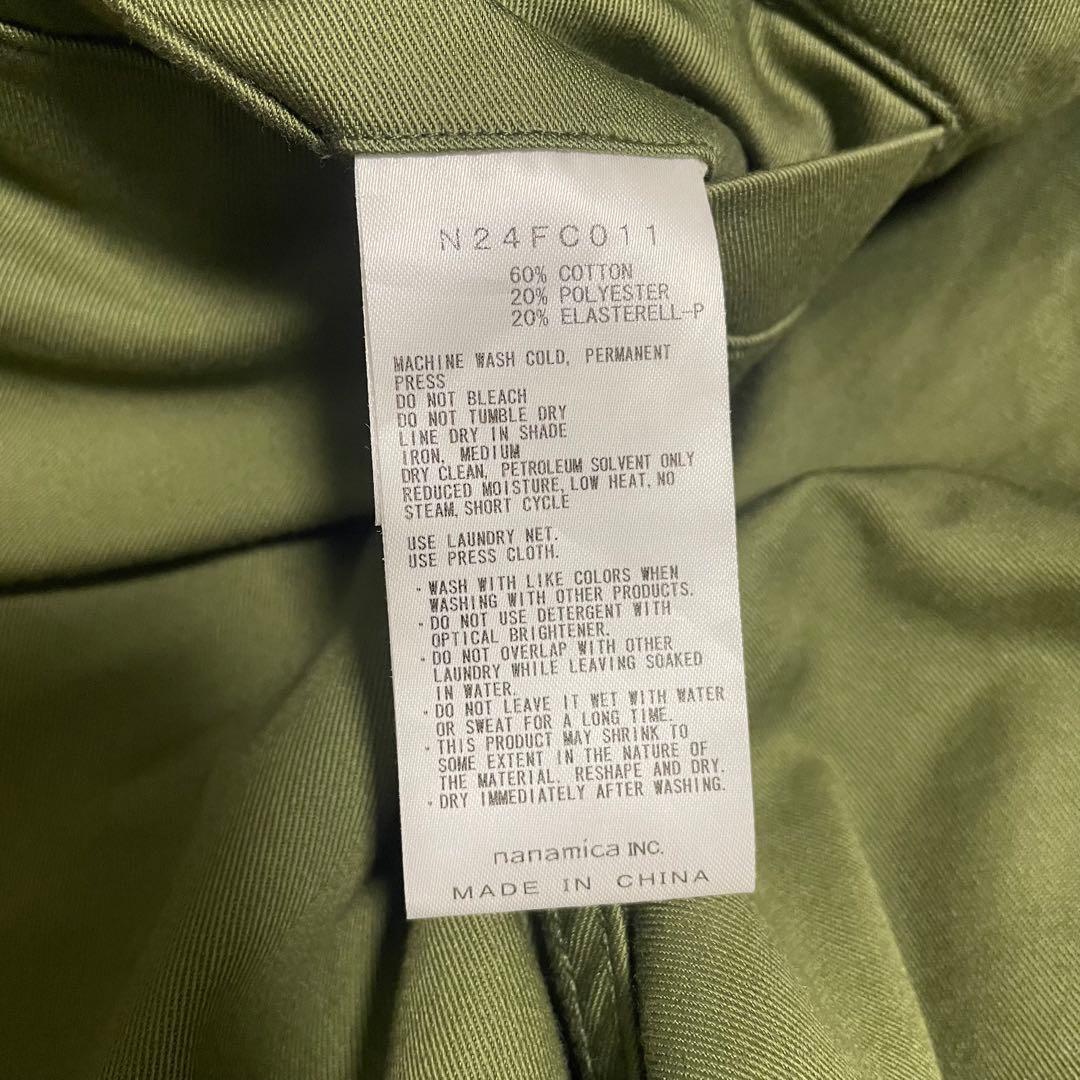 N24FC011
60% COTTON
20% POLYESTER
20% ELASTERELL-P
MACHINE WASH COLD, PERMANENT
PRESS
DO NOT BLEACH
DO NOT TUMBLE DRY
LINE DRY IN SHADE
IRON, MEDIUM
DRY CLEAN, PETROLEUM SOLVENT ONLY
REDUCED MOISTURE, LOW HEAT, NO
STEAM, SHORT CYCLE
USE LAUNDRY NET.
USE PRESS CLOTH.
・WASH WITH LIKE COLORS WHEN
WASHING WITH OTHER PRODUCTS.
・DO NOT USE DETERGENT WITH
OPTICAL BRIGHTENER.
・DO NOT OVERLAP WITH OTHER
LAUNDRY WHILE LEAVING SOAKED
IN WATER.
・DO NOT LEAVE IT WET WITH WATER
OR SWEAT FOR A LONG TIME.
・THIS PRODUCT MAY SHRINK TO
SOME EXTENT IN THE NATURE OF
THE MATERIAL. RESHAPE AND DRY.
・DRY IMMEDIATELY AFTER WASHING.
nanamica INC.
MADE IN CHINA